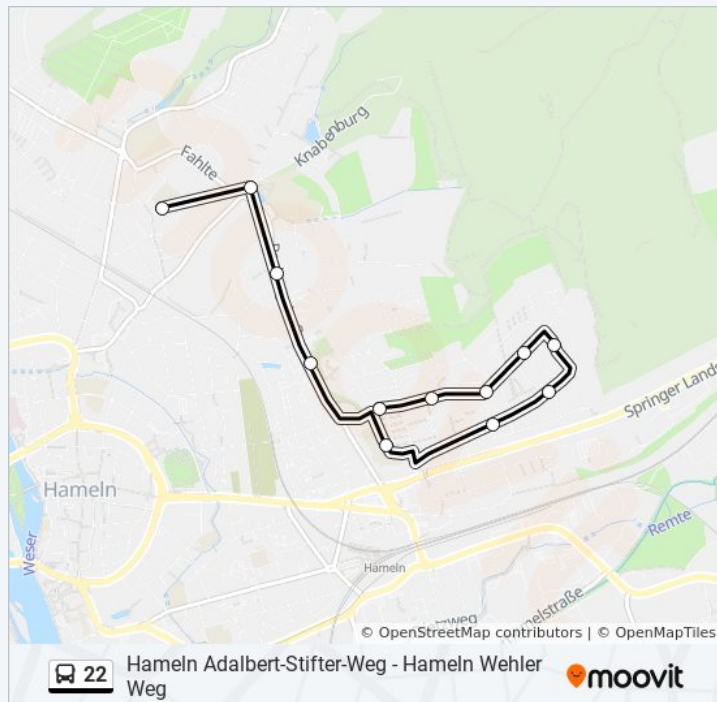 Knabenburg
Fahlte
Springer Lande
Hameln
Weser
Remte
Hameln
© OpenStreetMap contributors | © OpenMapTiles
22
Hameln Adalbert-Stifter-Weg - Hameln Wehler
Weg
moovit